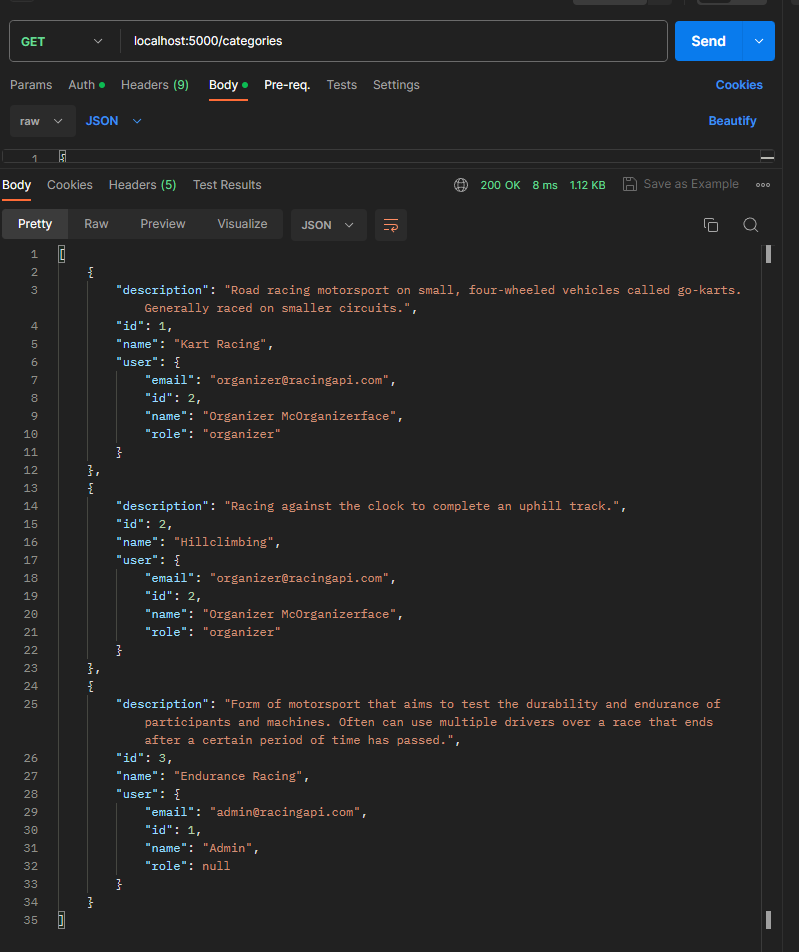 GET localhost:5000/categories Send
Params Auth Headers (9) Body Pre-req. Tests Settings Cookies
raw JSON Beautify
1 {
Body Cookies Headers (5) Test Results 200 OK 8 ms 1.12 KB Save as Example
Pretty Raw Preview Visualize JSON
1 [
2 {
3 "description": "Road racing motorsport on small, four-wheeled vehicles called go-karts.
Generally raced on smaller circuits.",
4 "id": 1,
5 "name": "Kart Racing",
6 "user": {
7 "email": "organizer@racingapi.com",
8 "id": 2,
9 "name": "Organizer McOrganizerface",
10 "role": "organizer"
11 }
12 },
13 {
14 "description": "Racing against the clock to complete an uphill track.",
15 "id": 2,
16 "name": "Hillclimbing",
17 "user": {
18 "email": "organizer@racingapi.com",
19 "id": 2,
20 "name": "Organizer McOrganizerface",
21 "role": "organizer"
22 }
23 },
24 {
25 "description": "Form of motorsport that aims to test the durability and endurance of
participants and machines. Often can use multiple drivers over a race that ends
after a certain period of time has passed.",
26 "id": 3,
27 "name": "Endurance Racing",
28 "user": {
29 "email": "admin@racingapi.com",
30 "id": 1,
31 "name": "Admin",
32 "role": null
33 }
34 }
35 ]